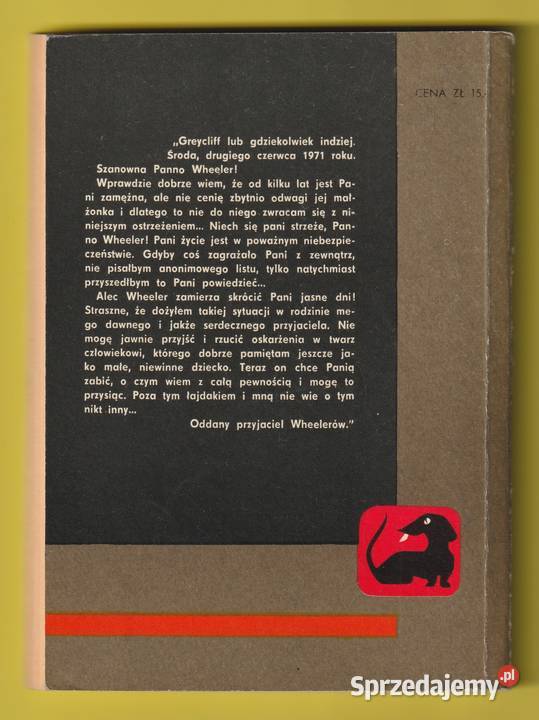 CENA ZŁ 15.-
„Greycliff lub gdziekolwiek indziej.
Środa, drugiego czerwca 1971 roku.
Szanowna Panno Wheeler!
Wprawdzie dobrze wiem, że od kilku lat jest Pa-
ni zamężna, ale nie cenię zbytnio odwagi jej mał-
żonka i dlatego to nie do niego zwracam się z ni-
niejszym ostrzeżeniem... Niech się pani strzeże, Pan-
no Wheeler! Pani życie jest w poważnym niebezpie-
czeństwie. Gdyby coś zagrażało Pani z zewnątrz,
nie pisałbym anonimowego listu, tylko natychmiast
przyszedłbym to Pani powiedzieć...
Alec Wheeler zamierza skrócić Pani jasne dni!
Straszne, że dożyłem takiej sytuacji w rodzinie me-
go dawnego i jakże serdecznego przyjaciela. Nie
mogę jawnie przyjść i rzucić oskarżenia w twarz
człowiekowi, którego dobrze pamiętam jeszcze ja-
ko małe, niewinne dziecko. Teraz on chce Panią
zabić, o czym wiem z całą pewnością i mogę to
przysiąc. Poza tym łajdakiem i mną nie wie o tym
nikt inny...
Oddany przyjaciel Wheelerów."
Sprzedajemy.pl